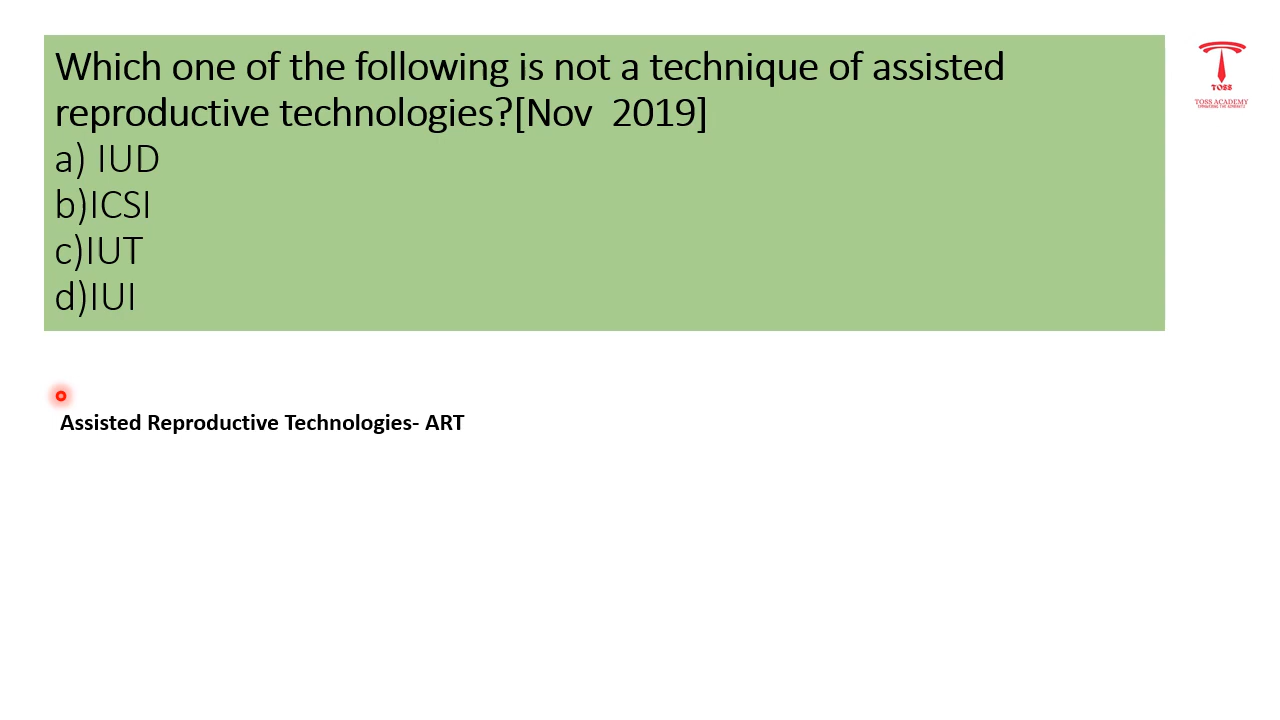 Which one of the following is not a technique of assisted
reproductive technologies?[Nov  2019]
a) IUD
b)ICSI
c)IUT
d)IUI
TOSS
TOSS ACADEMY
Assisted Reproductive Technologies- ART